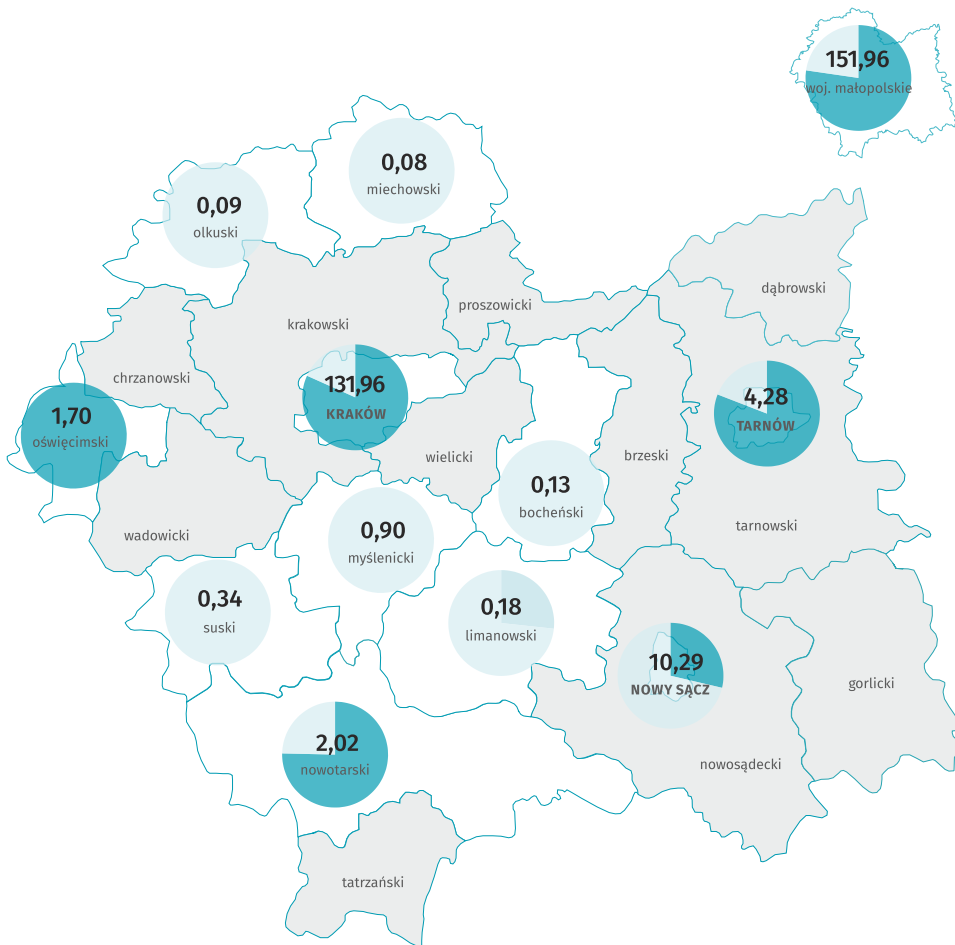 151,96
woj. małopolskie
0,08
miechowski
0,09
olkuski
dąbrowski
proszowicki
krakowski
chrzanowski
131,96
KRAKÓW
4,28
TARNÓW
1,70
oświęcimski
wielicki
brzeski
0,13
bocheński
tarnowski
wadowicki
0,90
myślenicki
0,34
suski
0,18
limanowski
10,29
NOWY SĄCZ
gorlicki
2,02
nowotarski
nowosądecki
tatrzański